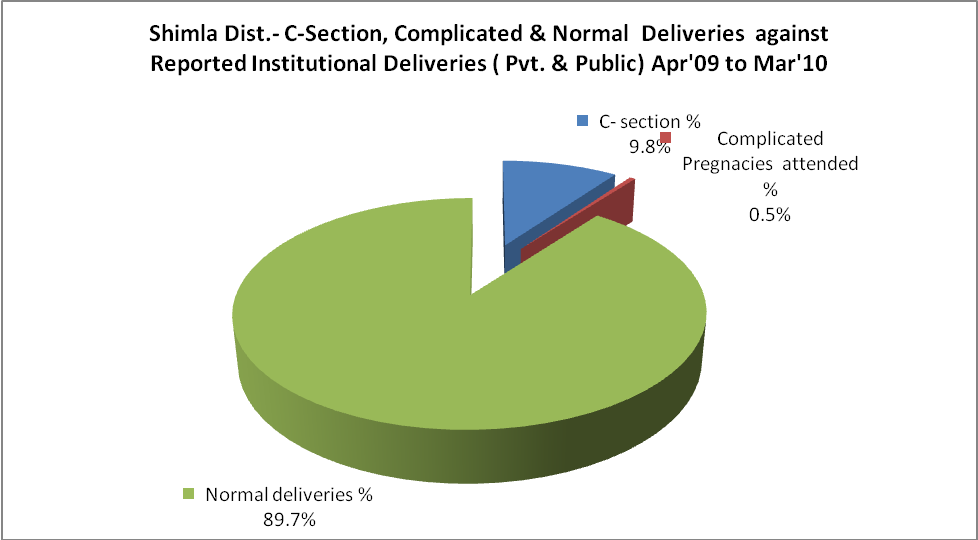 Shimla Dist.- C-Section, Complicated & Normal Deliveries against
Reported Institutional Deliveries ( Pvt. & Public) Apr'09 to Mar'10
C- section %
9.8%
Complicated
Pregnacies attended
%
0.5%
Normal deliveries %
89.7%